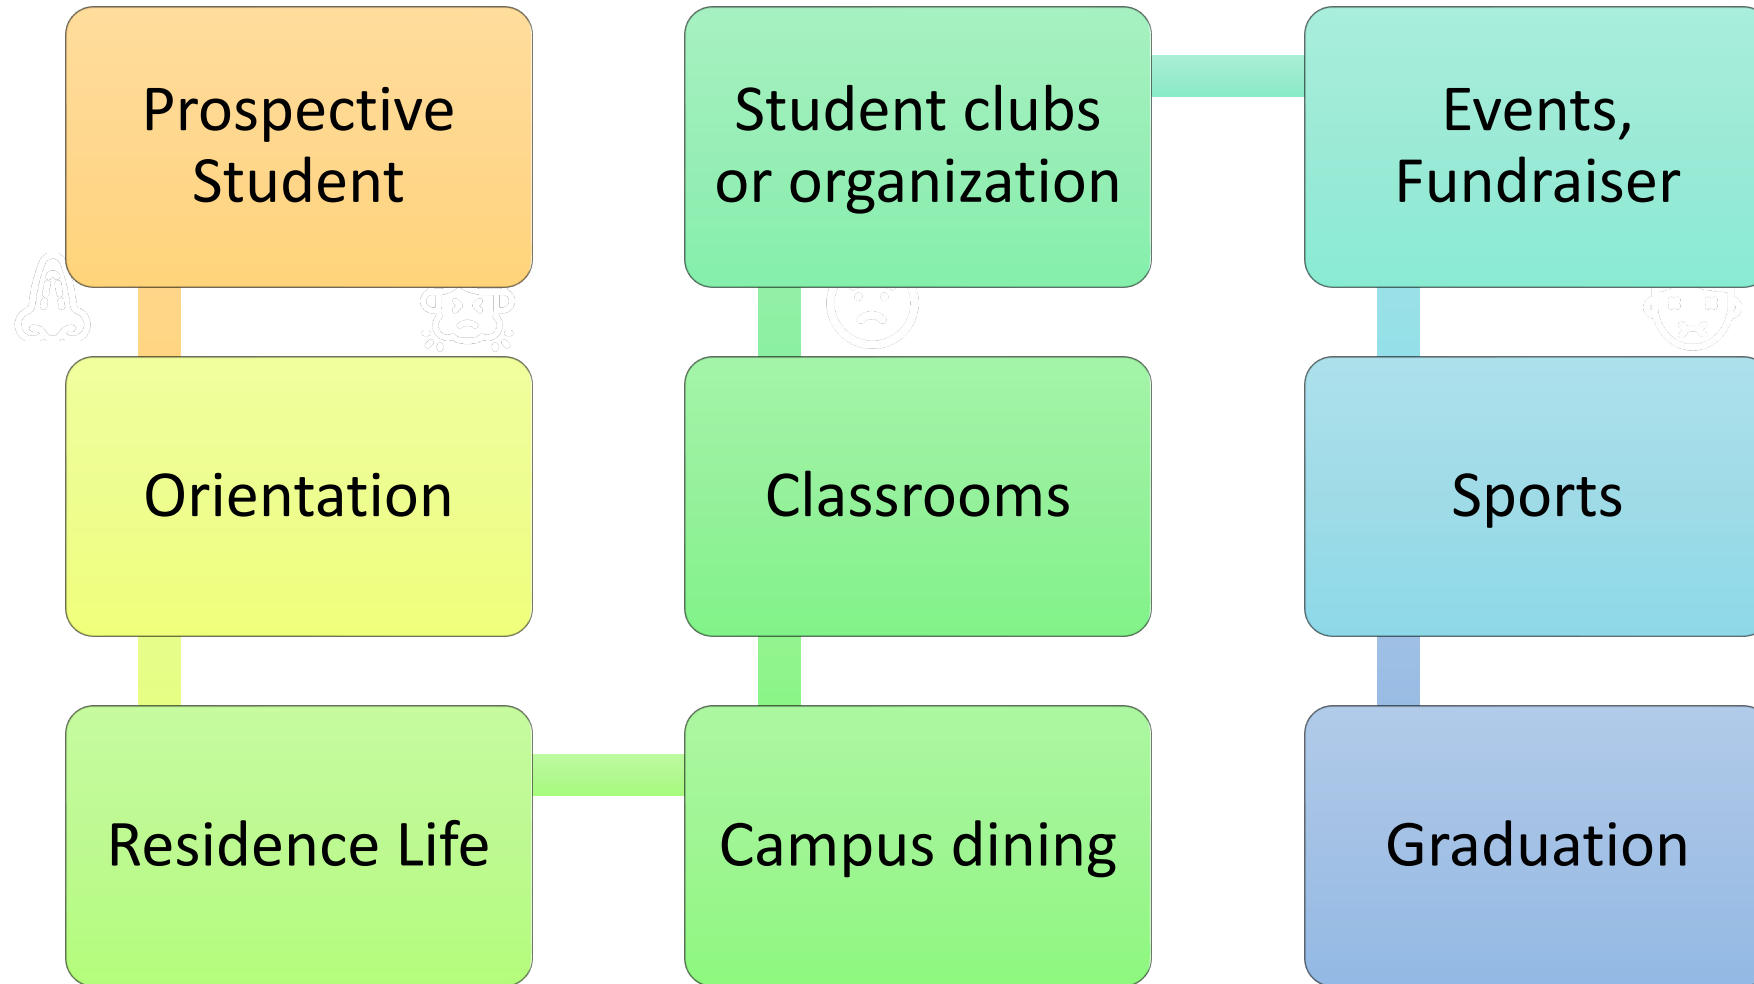 Prospective
Student
Orientation
Residence Life
Campus dining
Classrooms
Student clubs
or organization
Events,
Fundraiser
Sports
Graduation